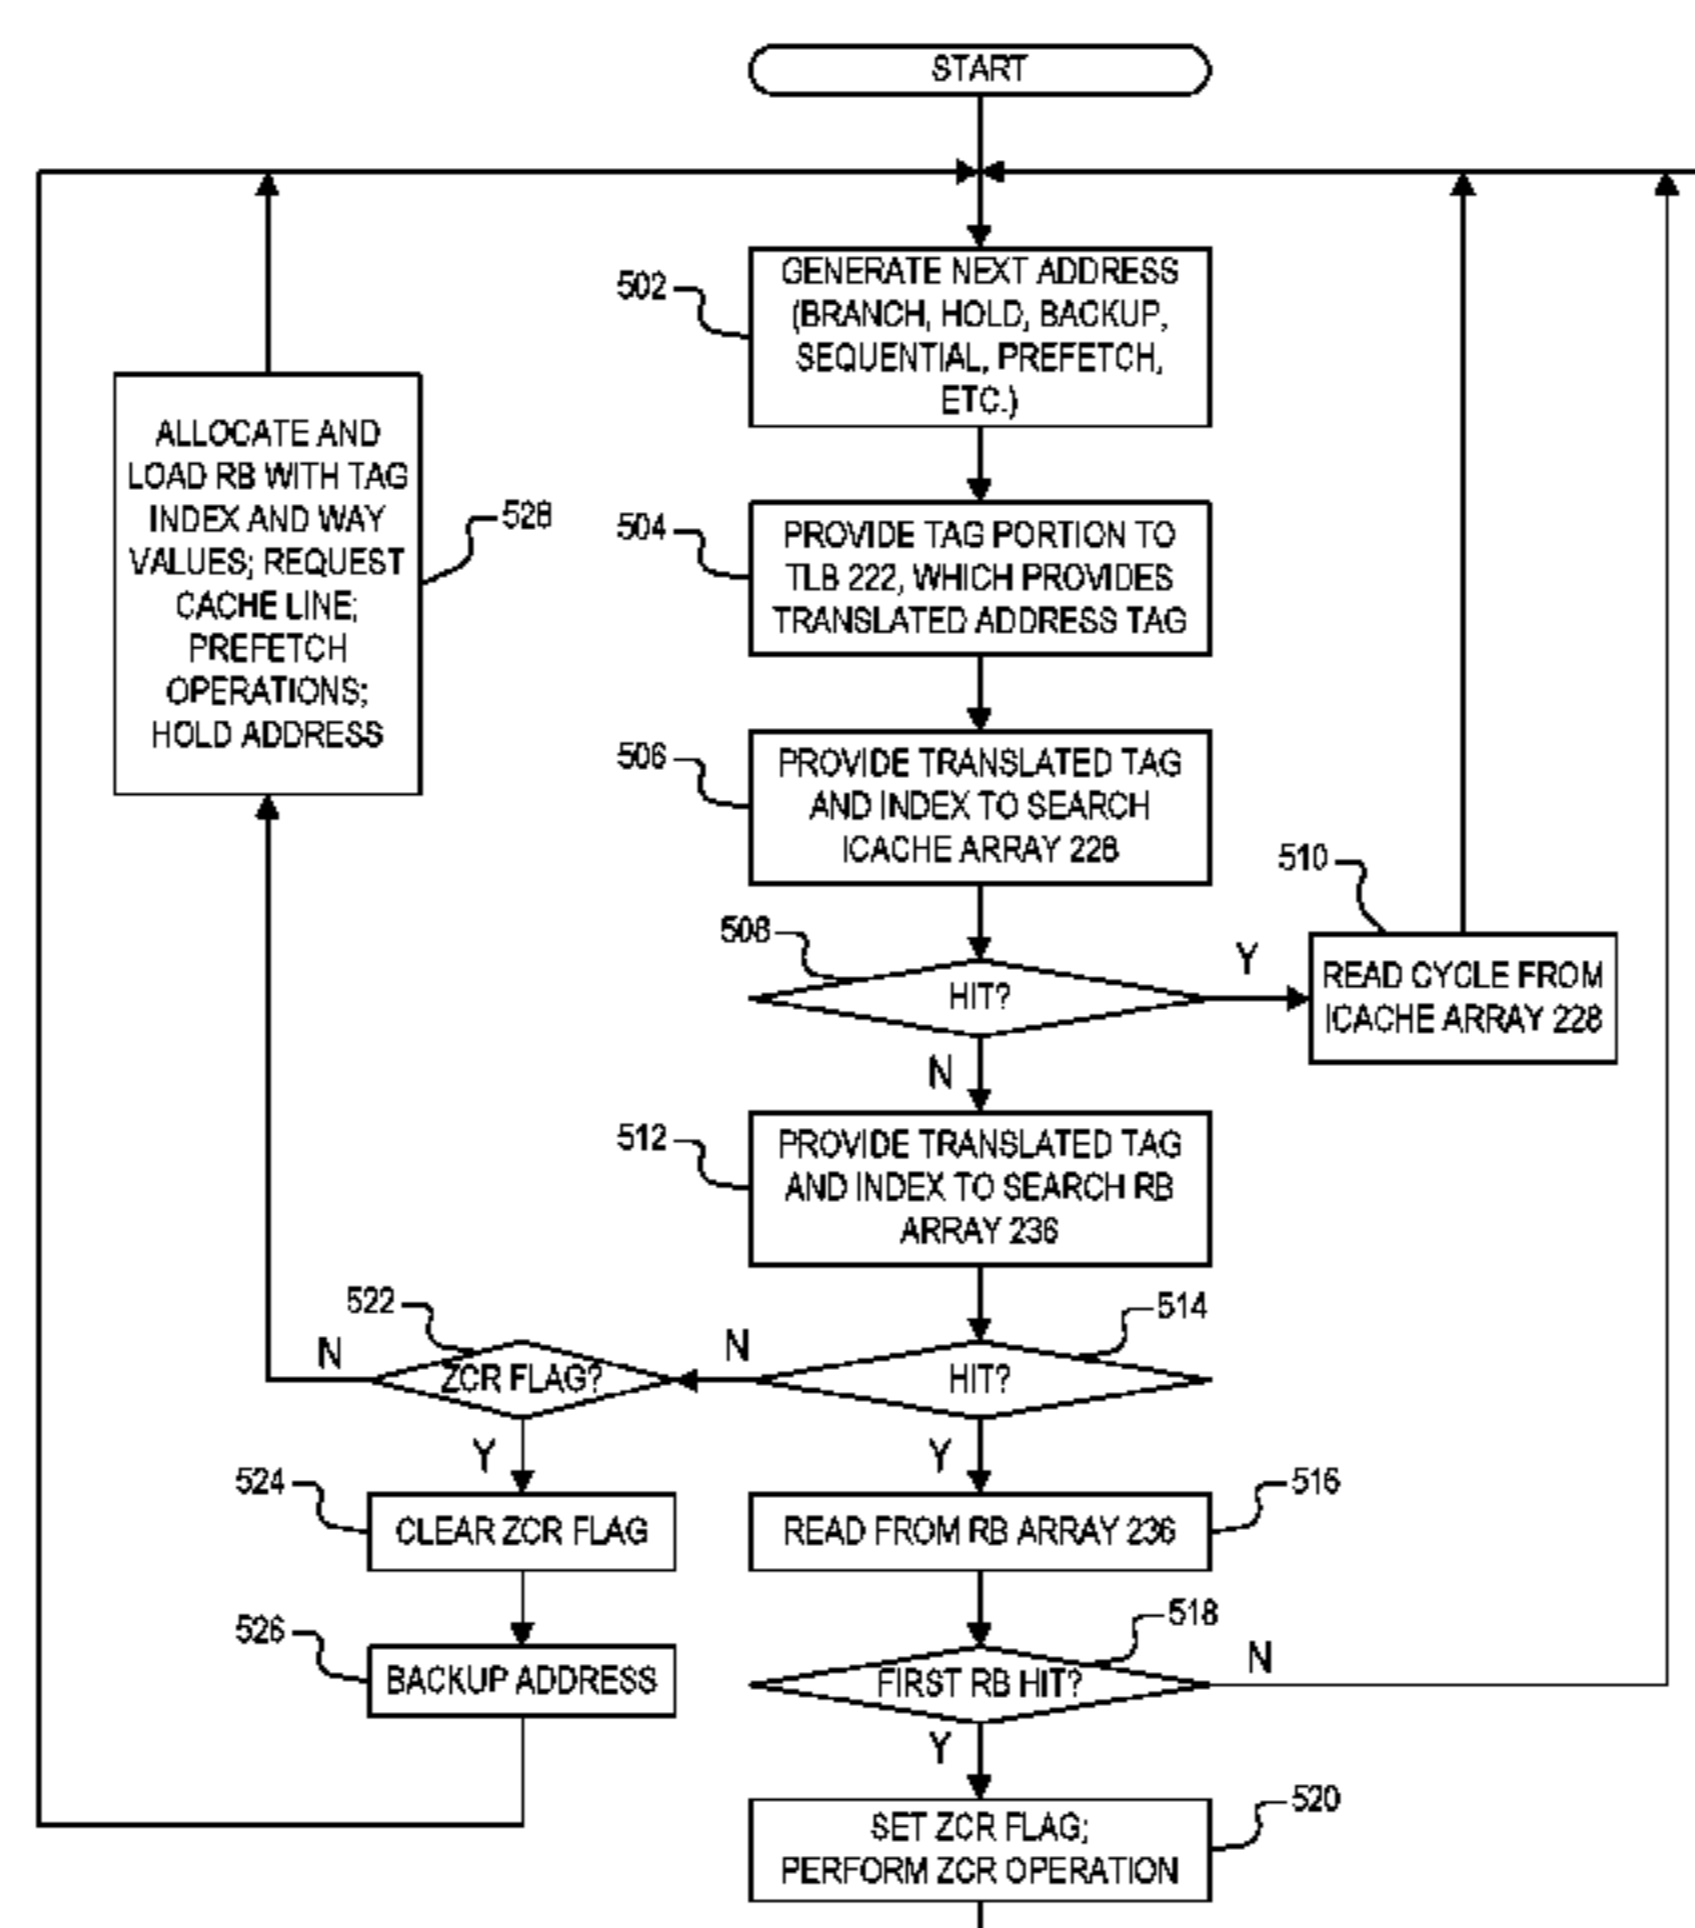 START
502
GENERATE NEXT ADDRESS
(BRANCH, HOLD, BACKUP,
SEQUENTIAL, PREFETCH,
ETC.)
504
PROVIDE TAG PORTION TO
TLB 222, WHICH PROVIDES
TRANSLATED ADDRESS TAG
506
PROVIDE TRANSLATED TAG
AND INDEX TO SEARCH
ICACHE ARRAY 228
508
HIT?
Y
N
510
READ CYCLE FROM
ICACHE ARRAY 228
512
PROVIDE TRANSLATED TAG
AND INDEX TO SEARCH RB
ARRAY 236
514
HIT?
N
Y
522
ZCR FLAG?
N
Y
528
ALLOCATE AND
LOAD RB WITH TAG
INDEX AND WAY
VALUES; REQUEST
CACHE LINE;
PREFETCH
OPERATIONS;
HOLD ADDRESS
524
CLEAR ZCR FLAG
526
BACKUP ADDRESS
516
READ FROM RB ARRAY 236
518
FIRST RB HIT?
N
Y
520
SET ZCR FLAG;
PERFORM ZCR OPERATION